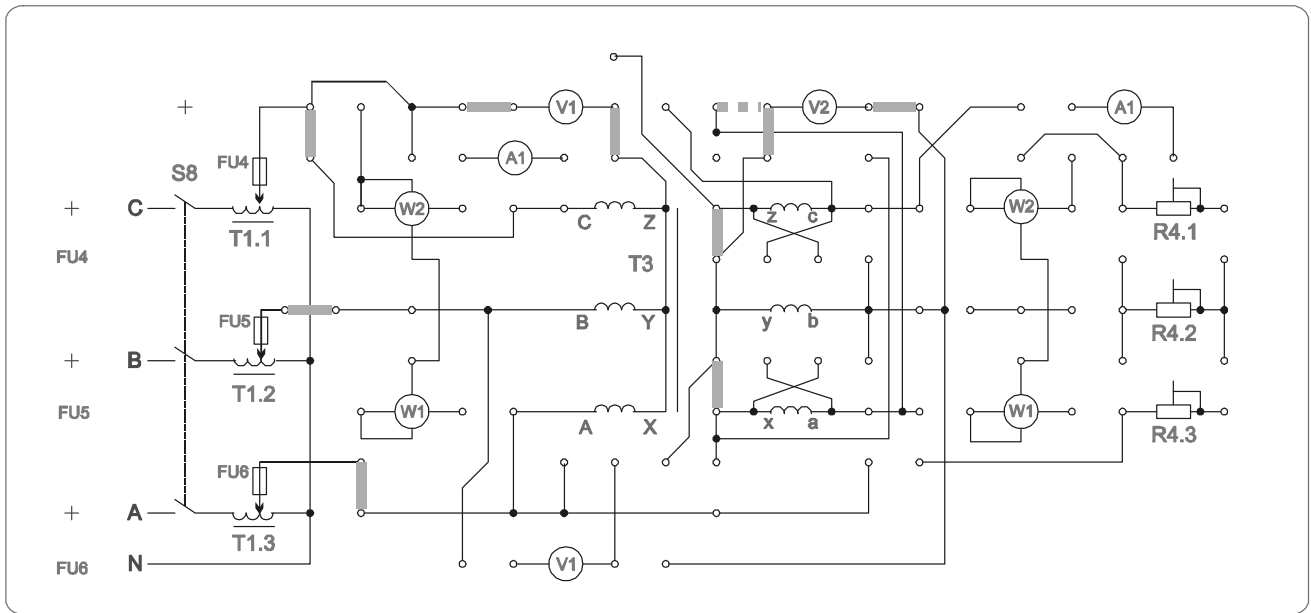 V1 V2 A1
FU4 A1
S8
C W2 z c W2
T1.1 C Z R4.1
FU4 T3
FU5 B Y y b
B R4.2
T1.2
FU5 W1 x a W1
A X R4.3
FU6
A
T1.3
FU6 N V1